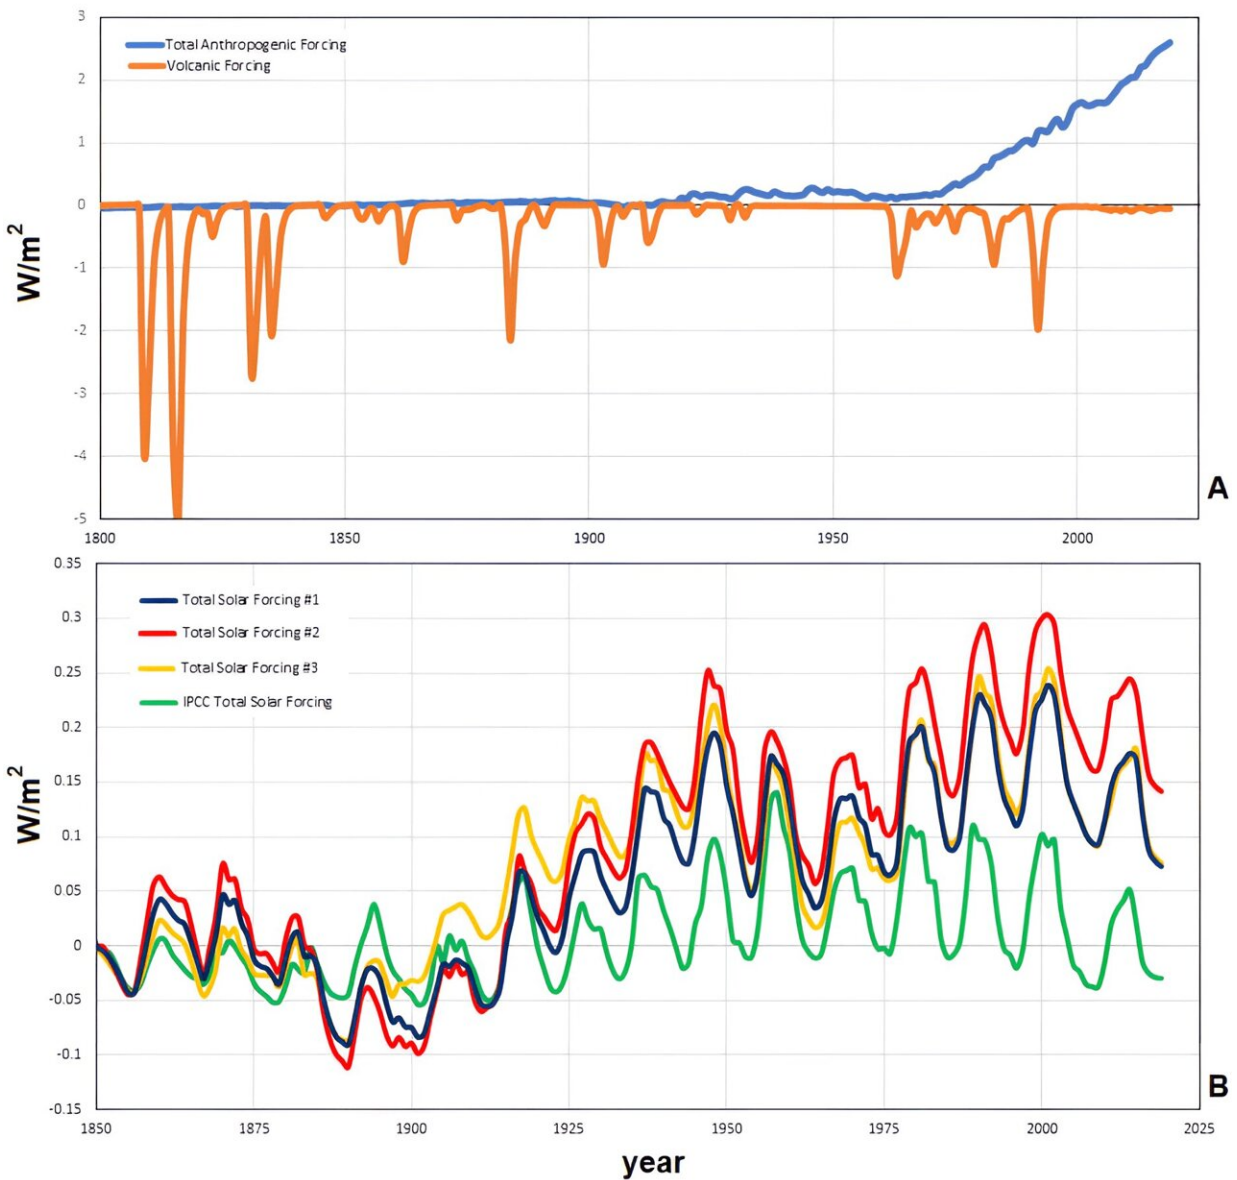 3
Total Anthropogenic Forcing
Volcanic Forcing
2
1
0
-1
-2
-3
-4
-5
W/m²
A
1800 1850 1900 1950 2000
0.35
Total Solar Forcing #1
0.3
Total Solar Forcing #2
0.25
Total Solar Forcing #3
IPCC Total Solar Forcing
0.2
0.15
0.1
0.05
0
-0.05
-0.1
-0.15
W/m²
B
1850 1875 1900 1925 1950 1975 2000 2025
year